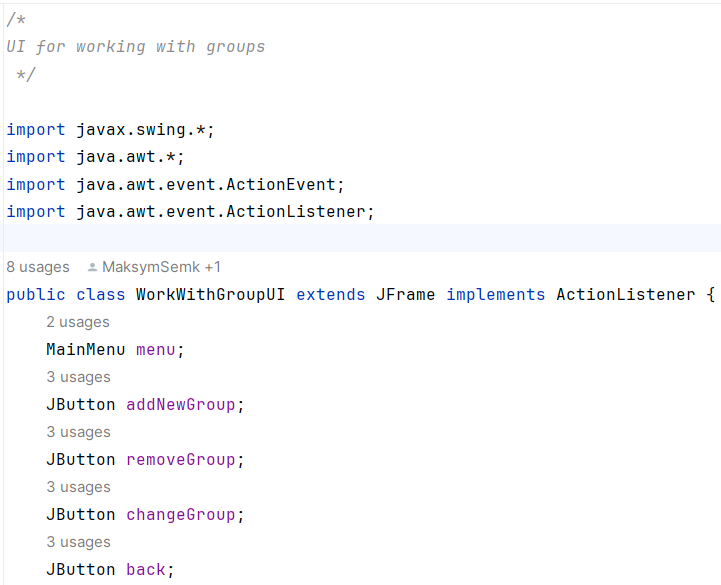 /*
UI for working with groups
*/
import javax.swing.*;
import java.awt.*;
import java.awt.event.ActionEvent;
import java.awt.event.ActionListener;
8 usages MaksymSemk +1
public class WorkWithGroupUI extends JFrame implements ActionListener {
2 usages
MainMenu menu;
3 usages
JButton addNewGroup;
3 usages
JButton removeGroup;
3 usages
JButton changeGroup;
3 usages
JButton back;